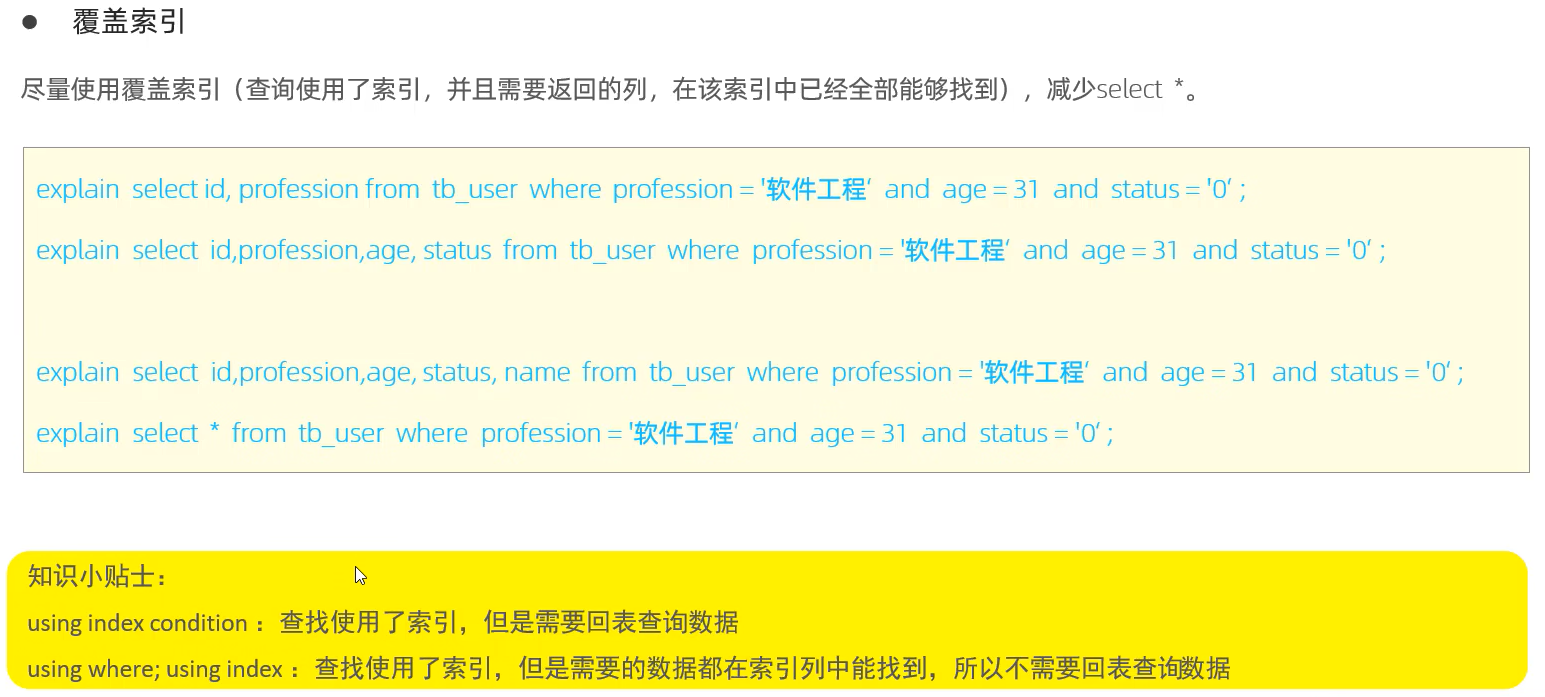 ● 覆盖索引
尽量使用覆盖索引（查询使用了索引，并且需要返回的列，在该索引中已经全部能够找到），减少select *。
explain select id, profession from tb_user where profession = '软件工程‘ and age = 31 and status = '0‘ ;
explain select id,profession,age, status from tb_user where profession = '软件工程‘ and age = 31 and status = '0‘ ;
explain select id,profession,age, status, name from tb_user where profession = '软件工程‘ and age = 31 and status = '0‘ ;
explain select * from tb_user where profession = '软件工程‘ and age = 31 and status = '0‘ ;
知识小贴士：
using index condition ：查找使用了索引，但是需要回表查询数据
using where; using index ：查找使用了索引，但是需要的数据都在索引列中能找到，所以不需要回表查询数据